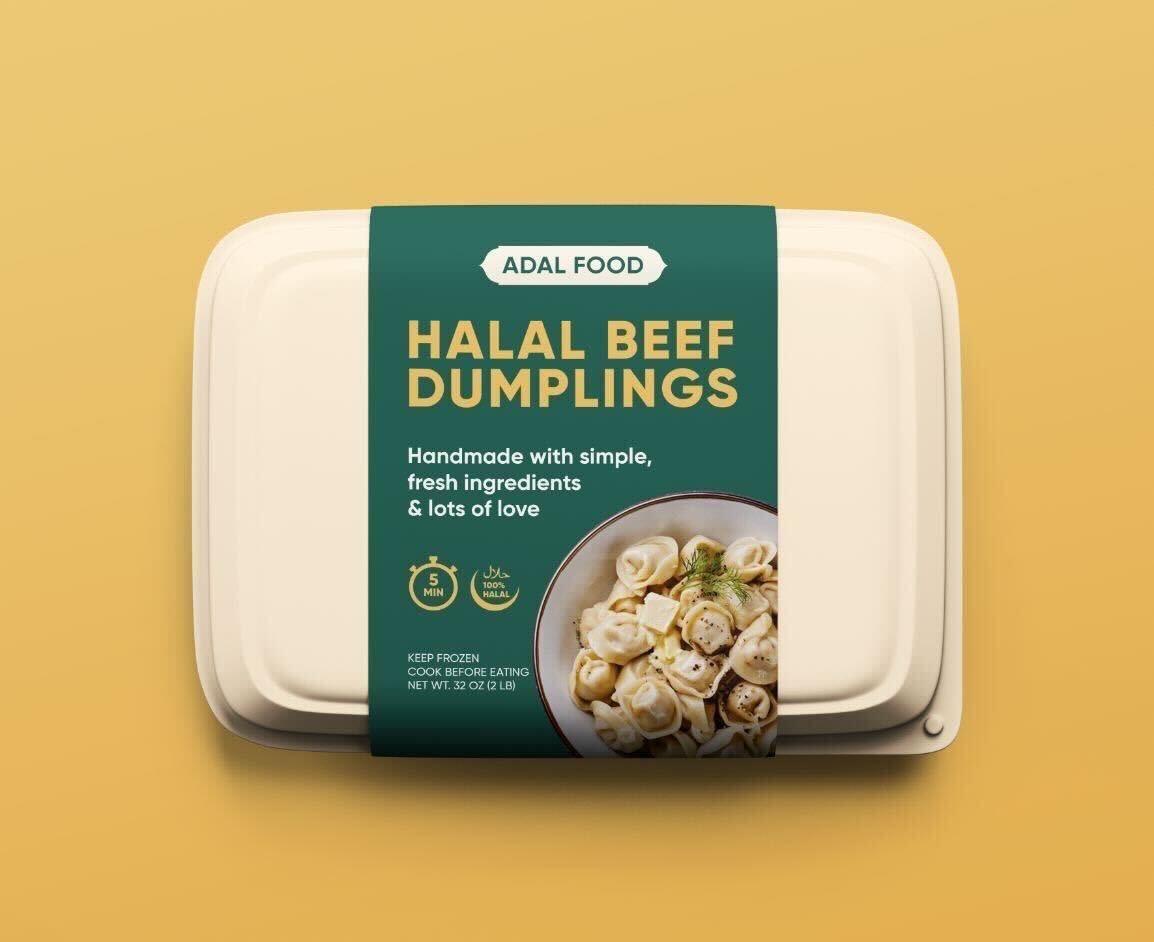 ADAL FOOD
HALAL BEEF
DUMPLINGS
Handmade with simple,
fresh ingredients
& lots of love
5
MIN
حلال
100%
HALAL
KEEP FROZEN
COOK BEFORE EATING
NET WT. 32 OZ (2 LB)